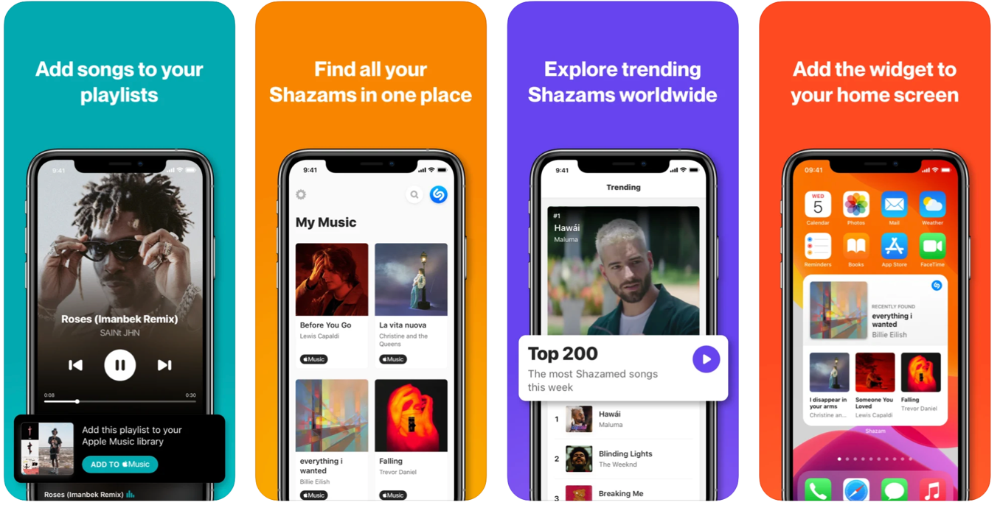 Add songs to your
playlists
9:41
Roses (Imanbek Remix)
SAINt JHN
0:08
0:30
Add this playlist to your
Apple Music library
ADD TO Music
Roses (Imanbek Remix)
Find all your
Shazams in one place
9:41
My Music
Before You Go
Lewis Capaldi
Music
La vita nuova
Christine and the
Queens
Music
everything i
wanted
Billie Eilish
Music
Falling
Trevor Daniel
Music
Explore trending
Shazams worldwide
9:41
Trending
#1
Hawái
Maluma
Top 200
The most Shazamed songs
this week
1
Hawái
Maluma
2
Blinding Lights
The Weeknd
3
Breaking Me
Add the widget to
your home screen
09:41
WED
5
Calendar
Photos
Mail
Weather
Reminders
Books
App Store
FaceTime
RECENTLY FOUND
everything i
wanted
Billie Eilish
I disappear in
your arms
Christine an...
Someone You
Loved
Lewis Capaldi
Falling
Trevor Daniel
Shazam